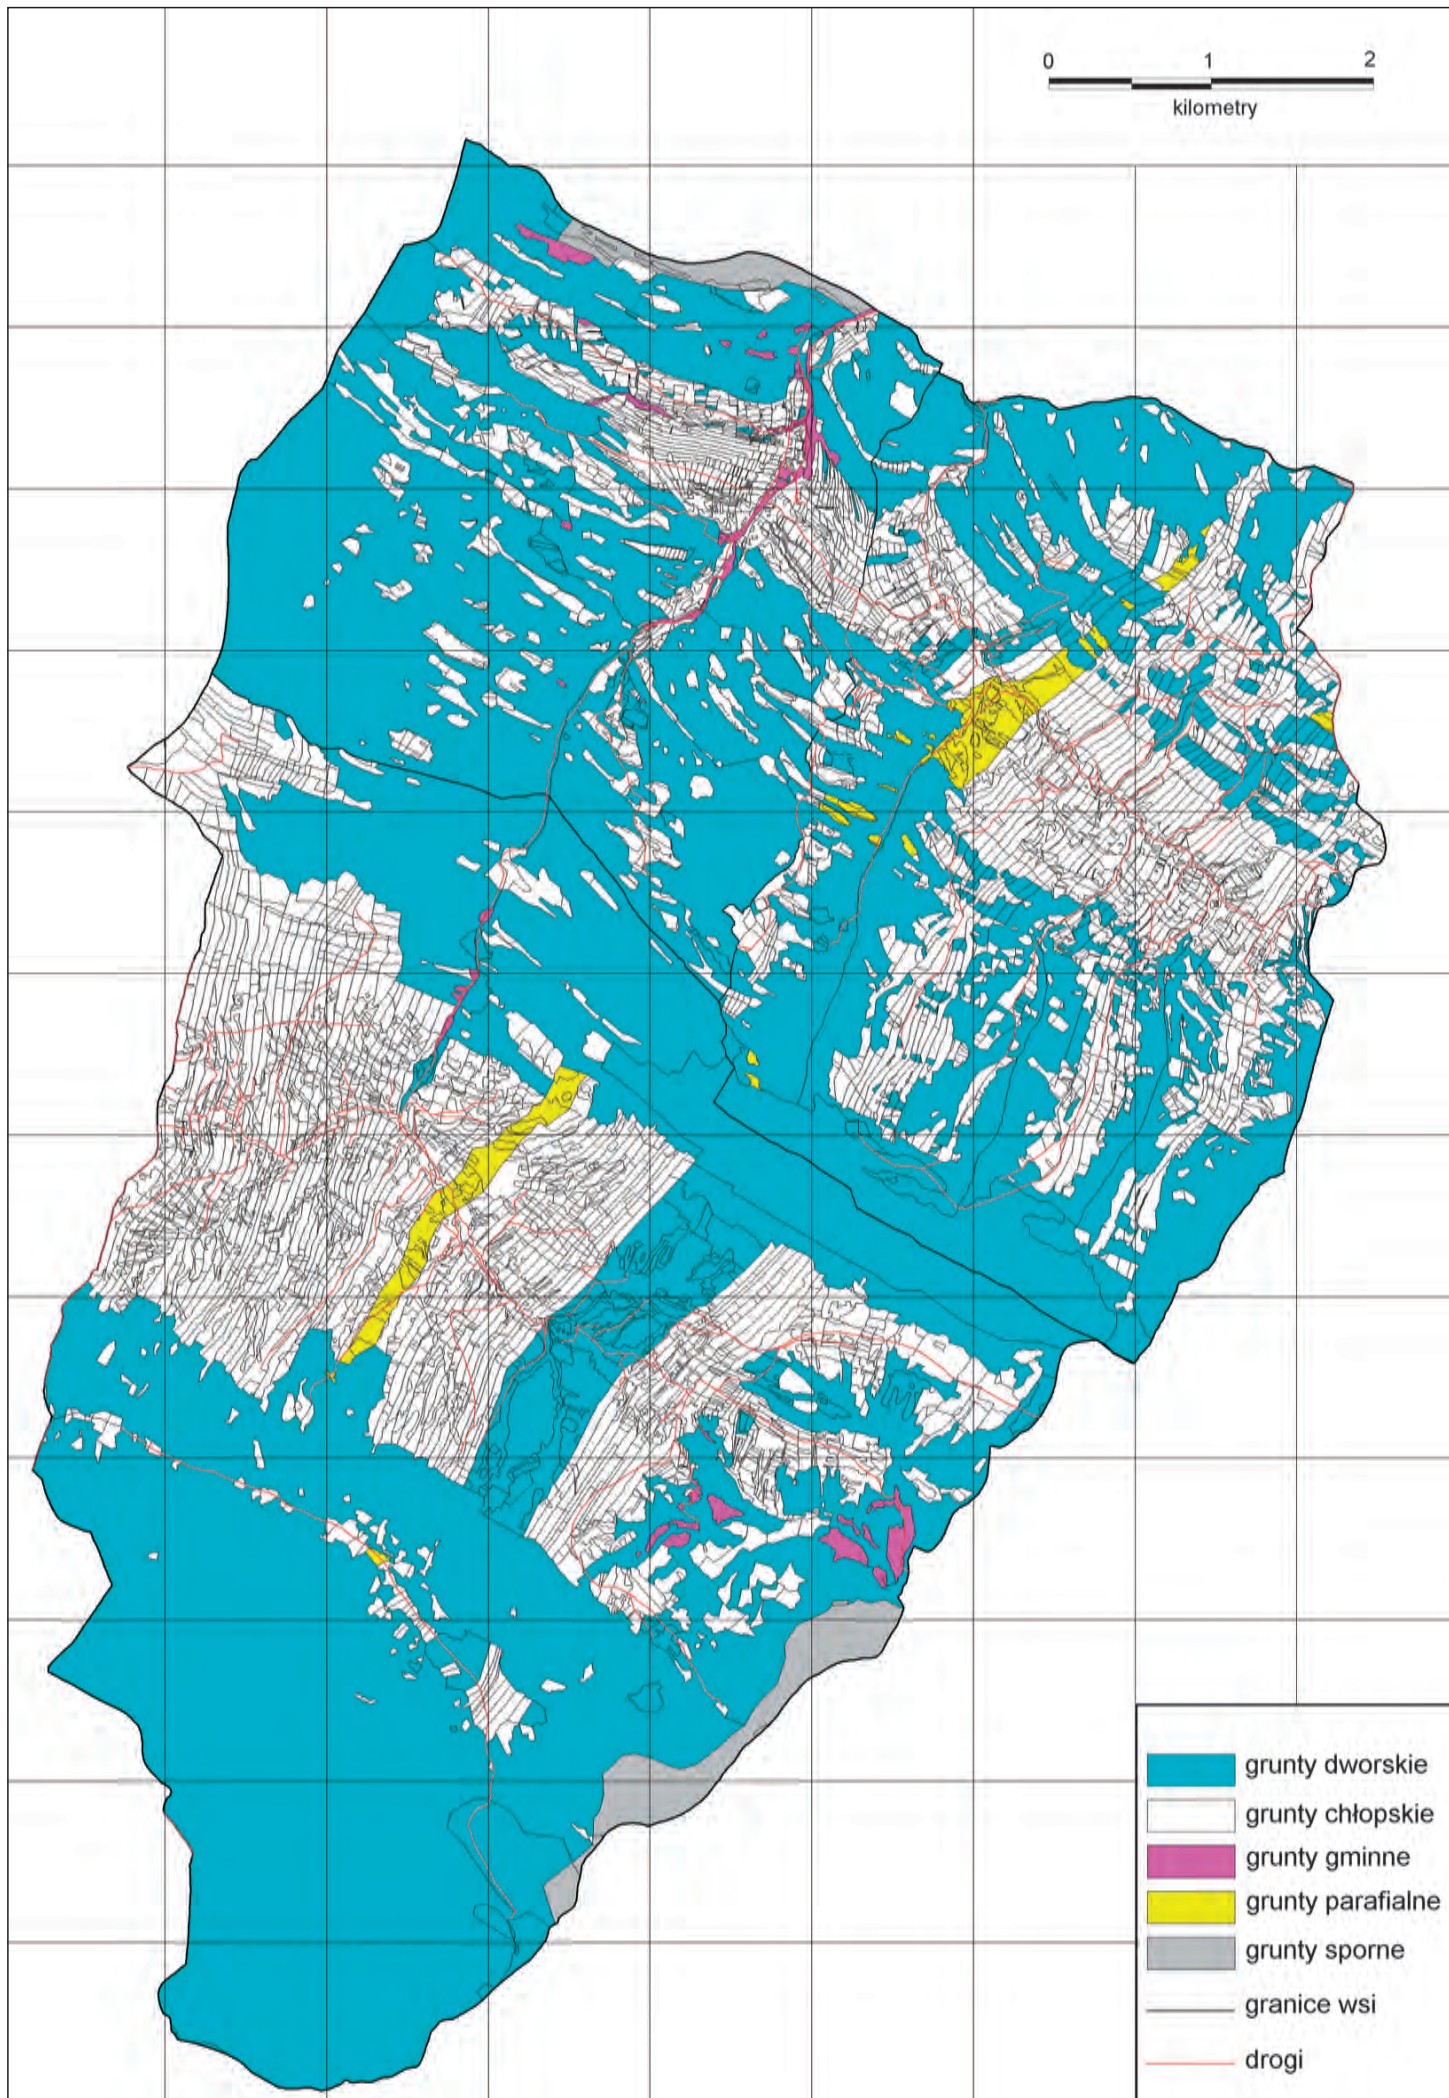 0 1 2
kilometry
grunty dworskie
grunty chłopskie
grunty gminne
grunty parafialne
grunty sporne
granice wsi
drogi